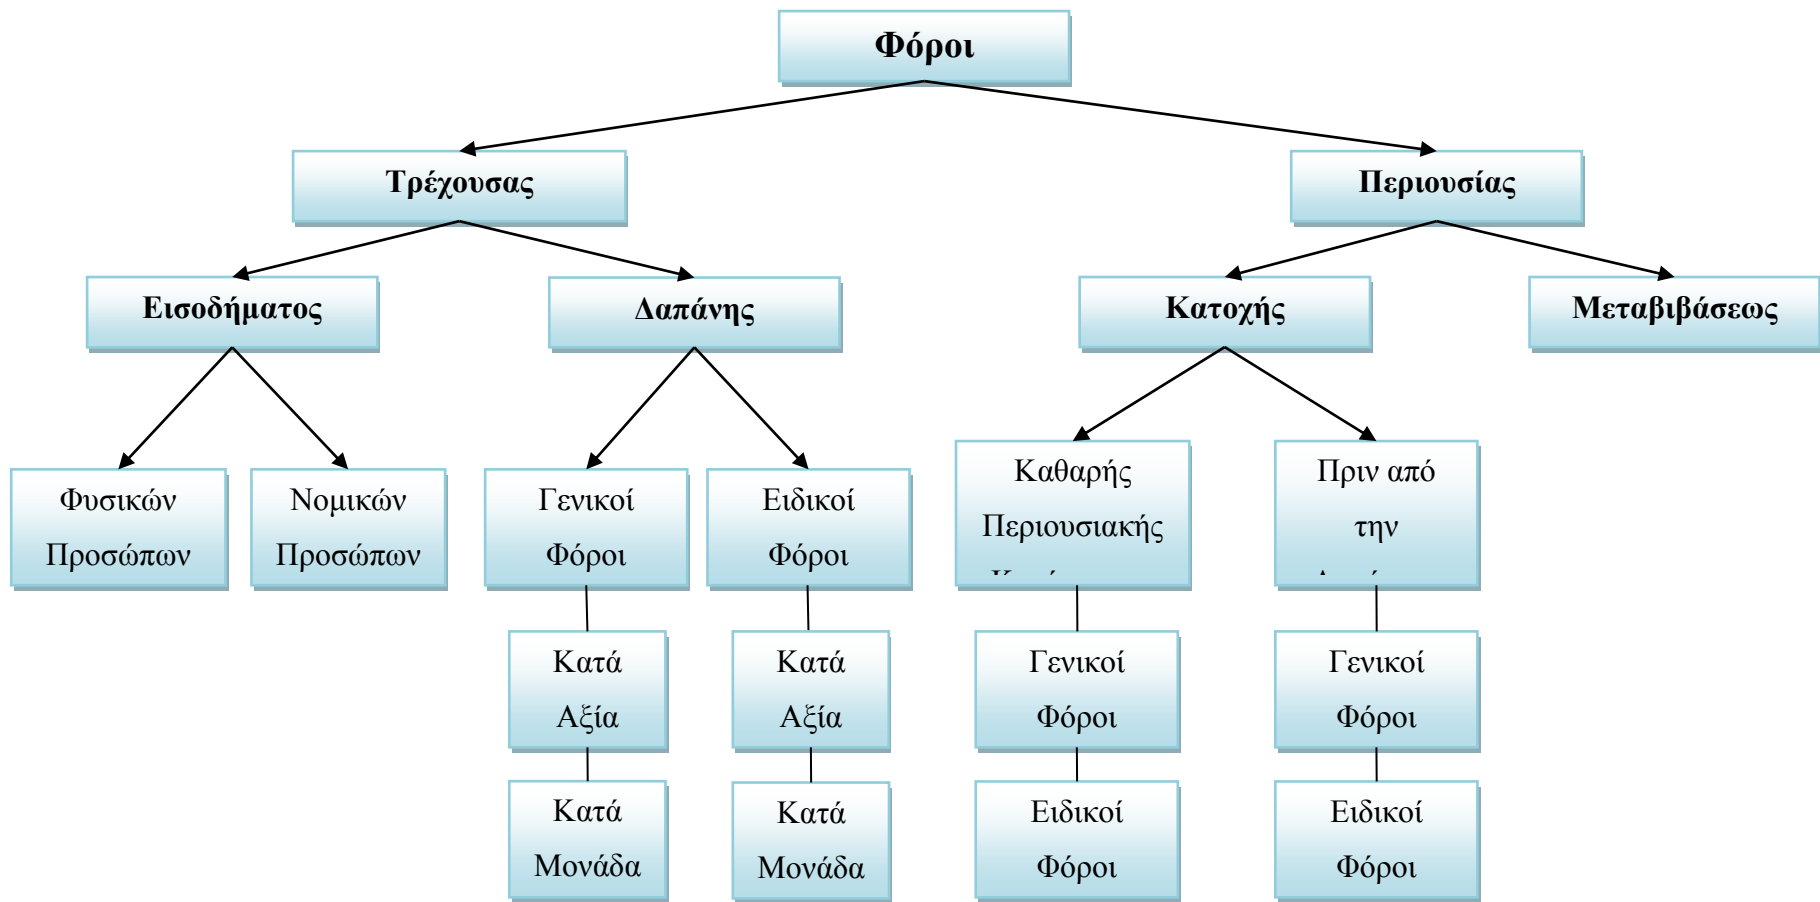 Φόροι
Τρέχουσας
Περιουσίας
Εισοδήματος
Δαπάνης
Κατοχής
Μεταβιβάσεως
Φυσικών
Προσώπων
Νομικών
Προσώπων
Γενικοί
Φόροι
Ειδικοί
Φόροι
Καθαρής
Περιουσιακής
Πριν από
την
Κατά
Αξία
Κατά
Αξία
Γενικοί
Φόροι
Γενικοί
Φόροι
Κατά
Μονάδα
Κατά
Μονάδα
Ειδικοί
Φόροι
Ειδικοί
Φόροι